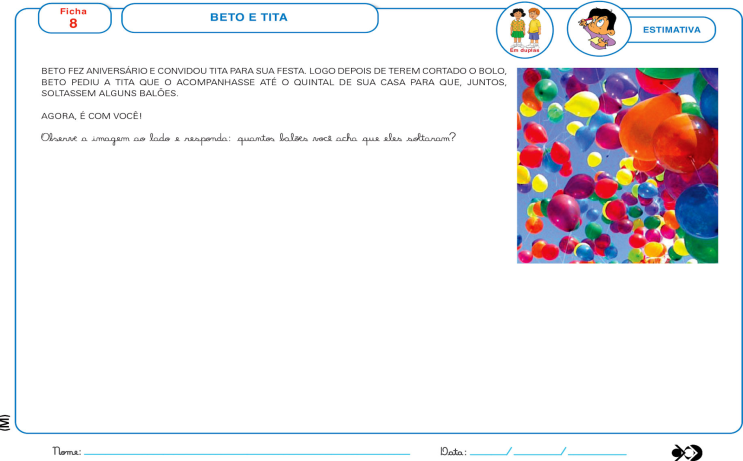 Ficha
8
BETO E TITA
Em duplas
ESTIMATIVA
BETO FEZ ANIVERSÁRIO E CONVIDOU TITA PARA SUA FESTA. LOGO DEPOIS DE TEREM CORTADO O BOLO,
BETO PEDIU A TITA QUE O ACOMPANHASSE ATÉ O QUINTAL DE SUA CASA PARA QUE, JUNTOS,
SOLTASSEM ALGUNS BALÕES.
AGORA, É COM VOCÊ!
Observe a imagem ao lado e responda: quantos balões você acha que eles soltaram?
(M)
Nome: Data: / /